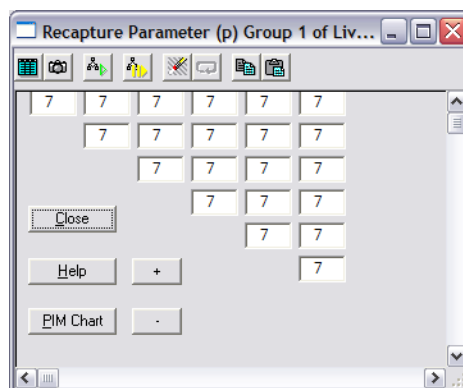 Recapture Parameter (p) Group 1 of Liv...
7 7 7 7 7 7
7 7 7 7 7
7 7 7 7
7 7 7
Close
7 7
Help +
7
PIM Chart -